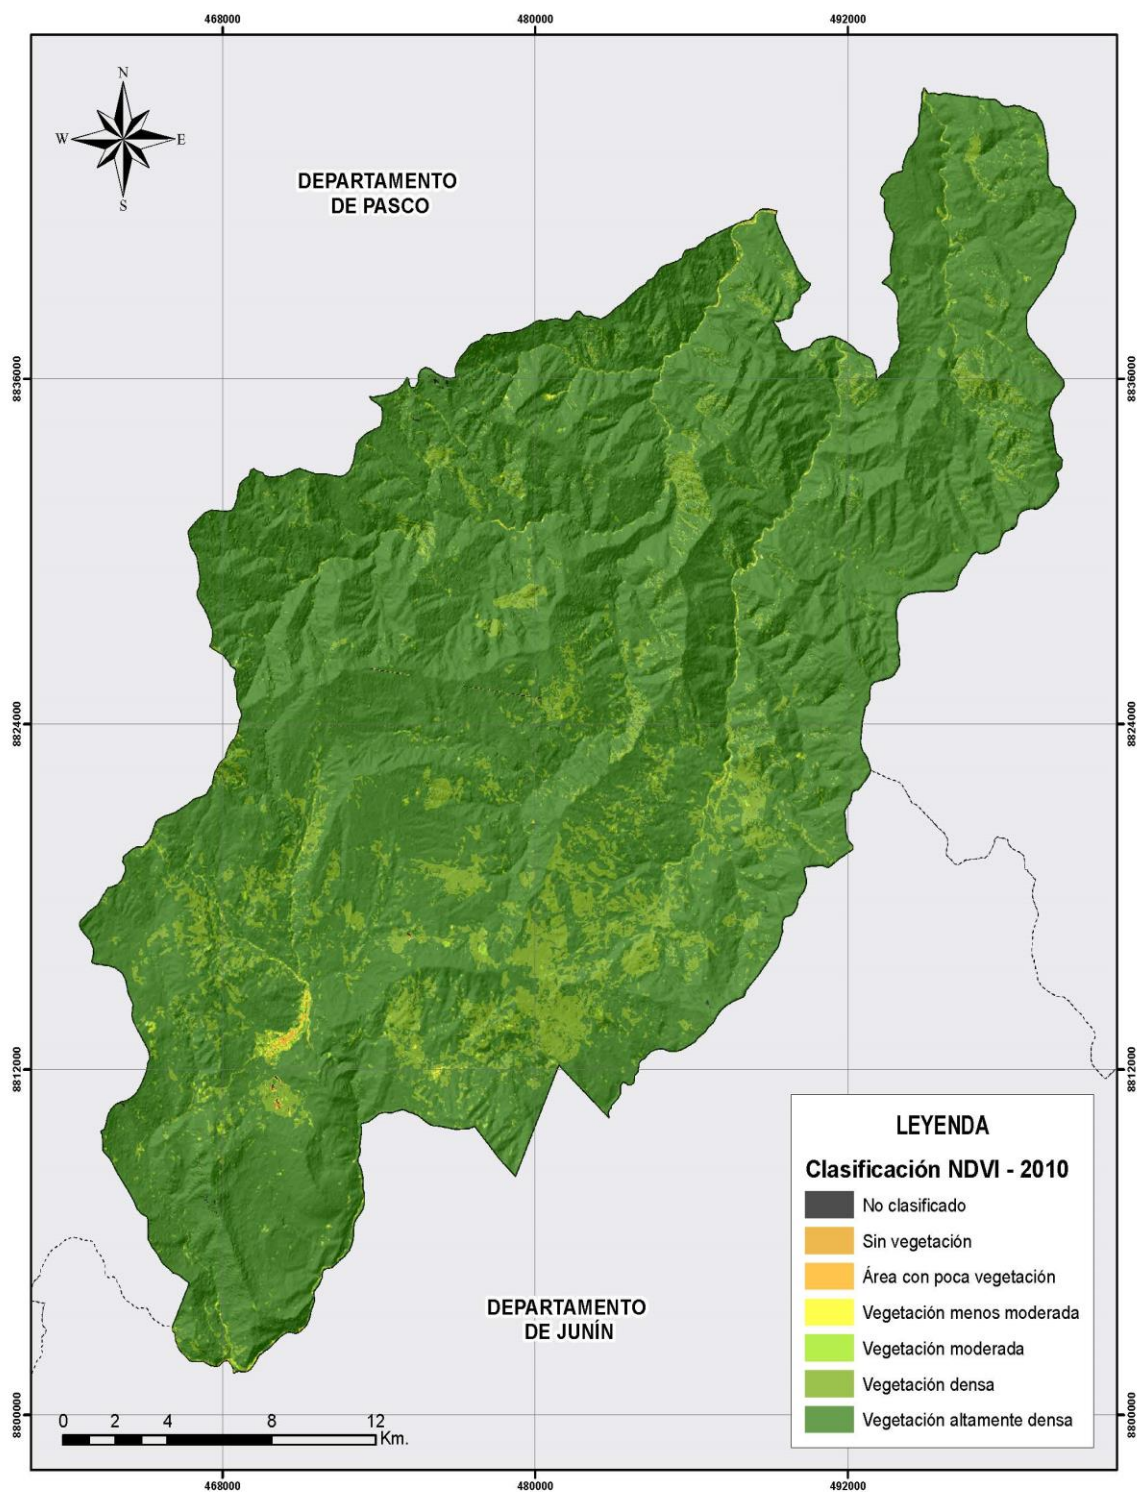 468000
480000
492000
N
W
E
S
DEPARTAMENTO
DE PASCO
8836000
8836000
8824000
8824000
8812000
8812000
LEYENDA
Clasificación NDVI - 2010
No clasificado
Sin vegetación
Área con poca vegetación
Vegetación menos moderada
Vegetación moderada
Vegetación densa
Vegetación altamente densa
DEPARTAMENTO
DE JUNÍN
8800000
8800000
0 2 4 8 12
Km.
468000
480000
492000